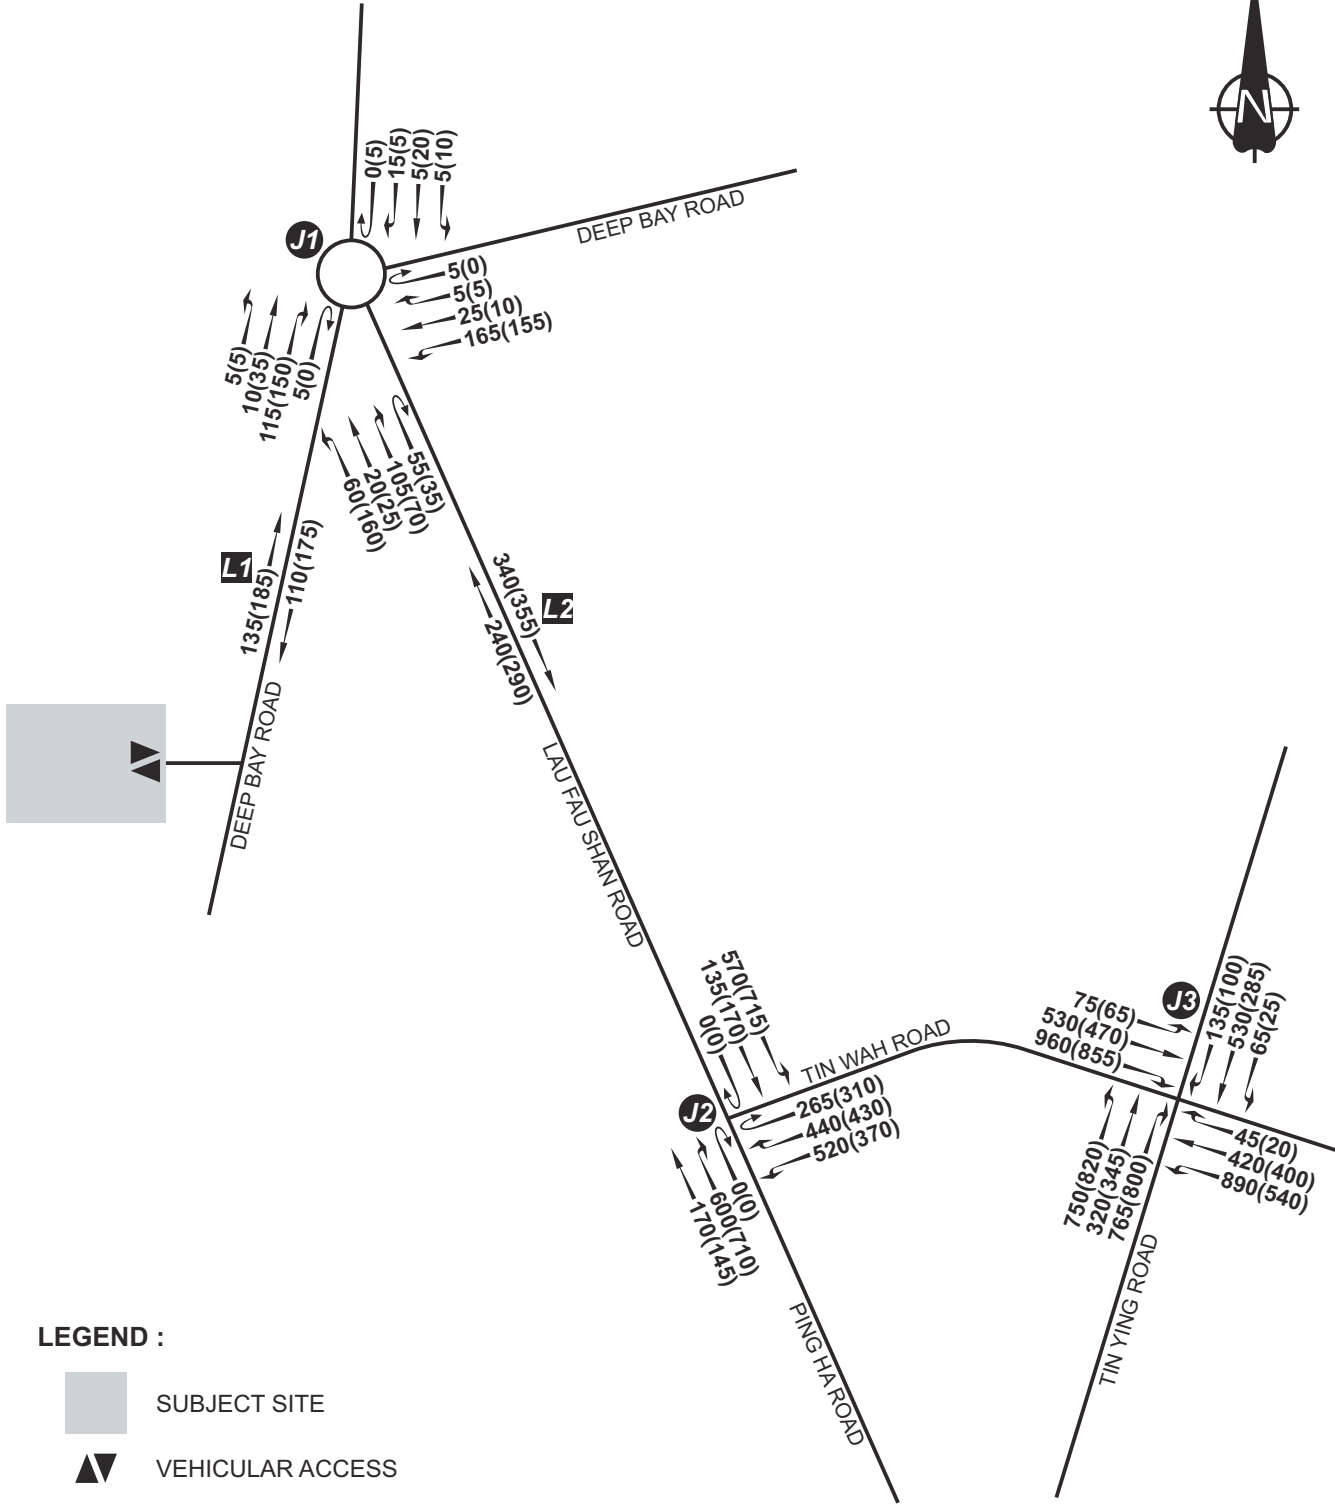 N
0(5)
15(5)
5(20)
5(10)
J1
DEEP BAY ROAD
5(0)
5(5)
25(10)
165(155)
5(5)
10(35)
115(150)
5(0)
55(35)
105(70)
20(25)
60(160)
L1
135(185)
110(175)
340(355)
240(290)
L2
DEEP BAY ROAD
LAU FAU SHAN ROAD
570(715)
135(170)
0(0)
J2
TIN WAH ROAD
265(310)
440(430)
520(370)
0(0)
600(710)
170(145)
PING HA ROAD
75(65)
530(470)
960(855)
J3
135(100)
530(285)
65(25)
45(20)
420(400)
890(540)
750(820)
320(345)
765(800)
TIN YING ROAD
LEGEND :
SUBJECT SITE
VEHICULAR ACCESS